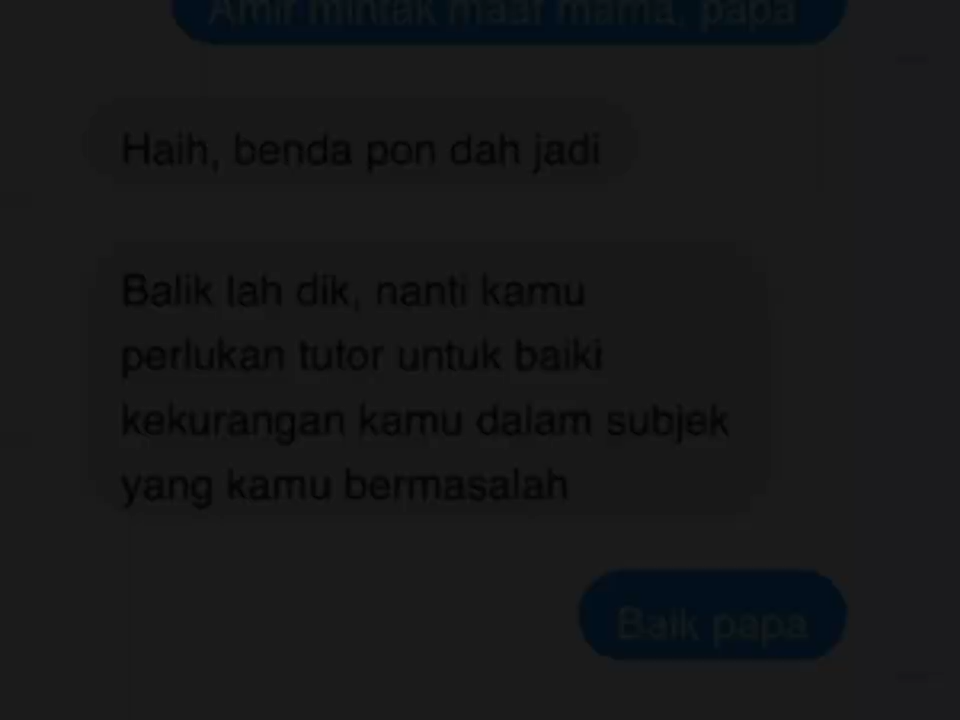 Amir mintak maaf mama, papa
Haih, benda pon dah jadi
Balik lah dik, nanti kamu
perlukan tutor untuk baiki
kekurangan kamu dalam subjek
yang kamu bermasalah
Baik papa